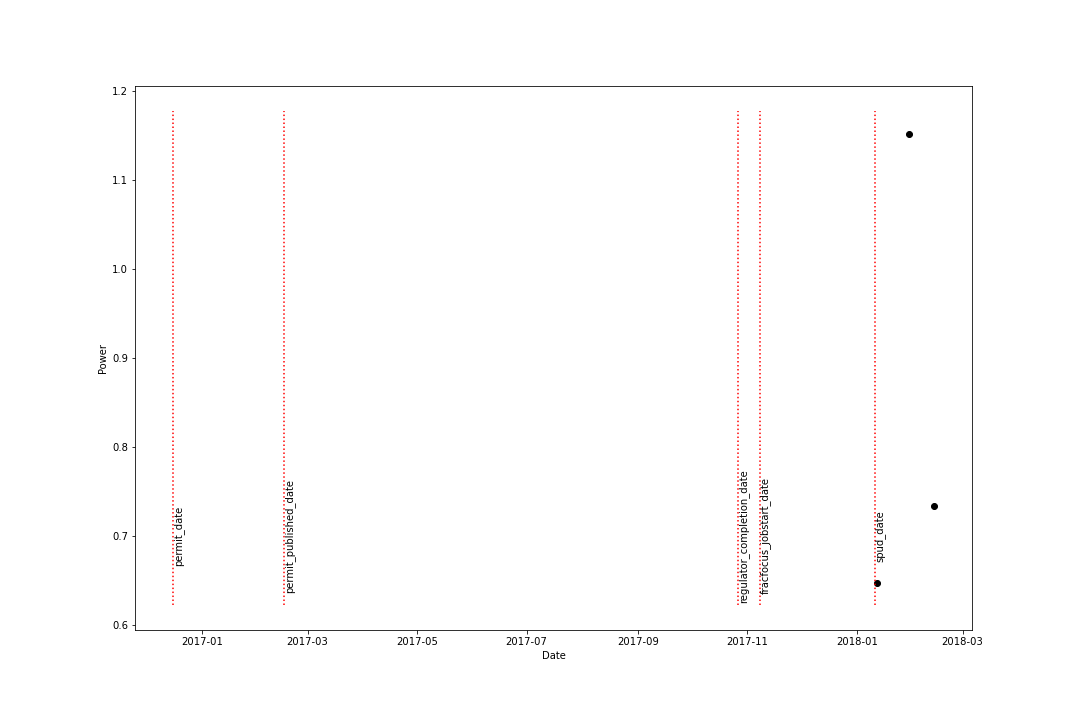 1.2
1.1
1.0
0.9
0.8
0.7
0.6
Power
permit_date
permit_published_date
regulator_completion_date
fracfocus_jobstart_date
spud_date
2017-01
2017-03
2017-05
2017-07
2017-09
2017-11
2018-01
2018-03
Date